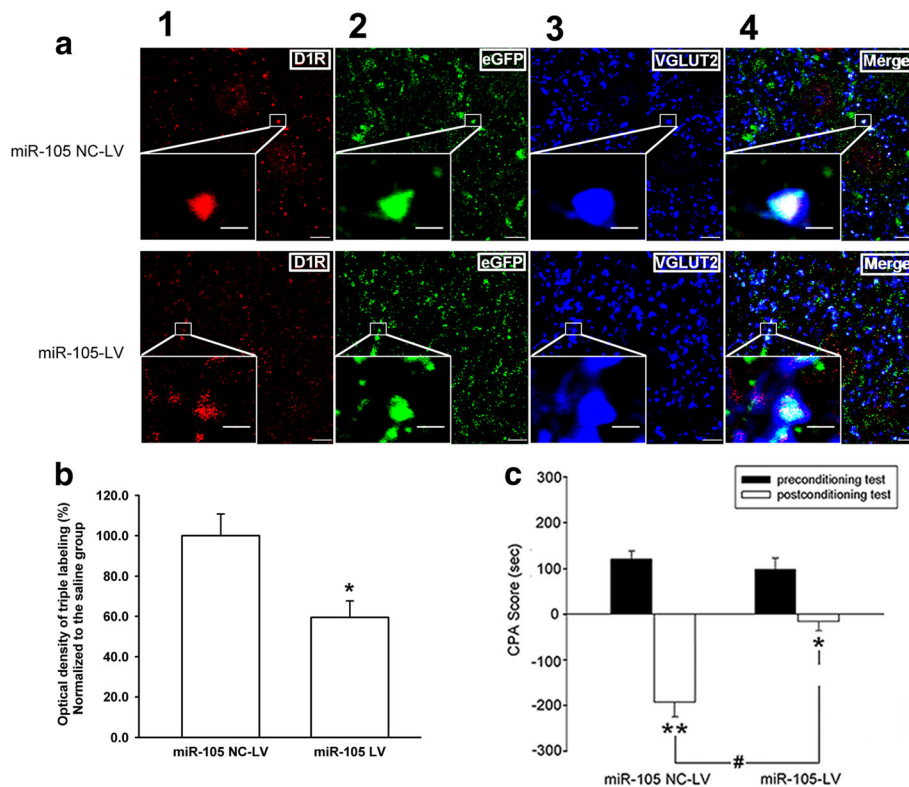 1 2 3 4
a
D1R eGFP VGLUT2 Merge
miR-105 NC-LV
D1R eGFP VGLUT2 Merge
miR-105-LV
b
Optical density of triple labeling (%)
Normalized to the saline group
120.0
100.0
80.0
60.0
40.0
20.0
0.0
*
miR-105 NC-LV miR-105 LV
c
preconditioning test
postconditioning test
CPA Score (sec)
300
200
100
0
-100
-200
-300
**
*
#
miR-105 NC-LV miR-105-LV